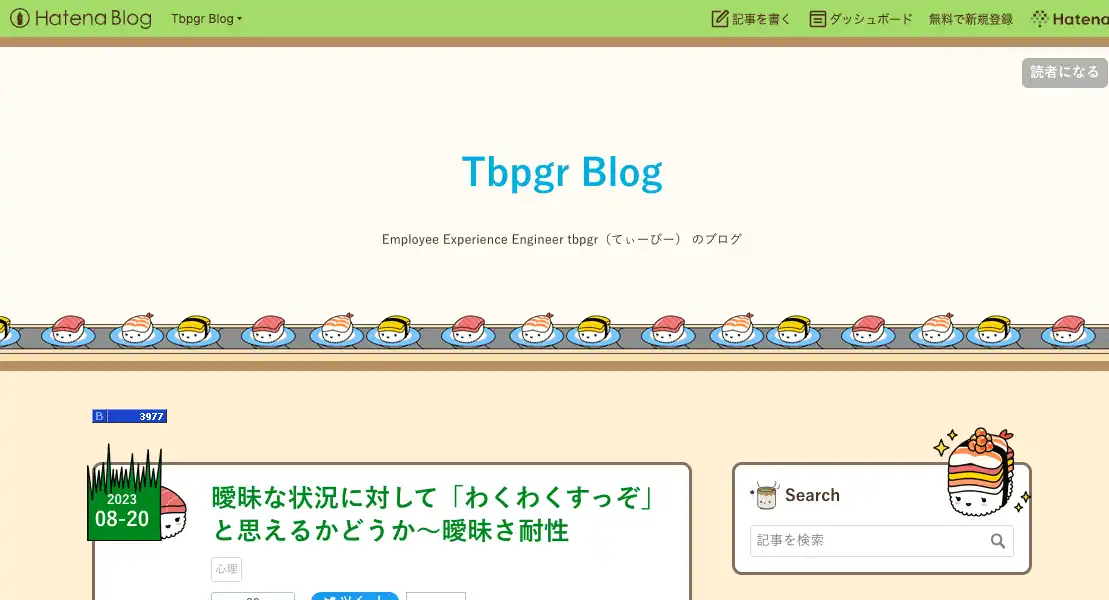 Hatena Blog
Tbpgr Blog
記事を書く
ダッシュボード
無料で新規登録
Hatena
読者になる
Tbpgr Blog
Employee Experience Engineer tbpgr（てぃーびー） のブログ
B 3977
2023
08-20
曖昧な状況に対して「わくわくすっぞ」
と思えるかどうか〜曖昧さ耐性
心理
Search
記事を検索